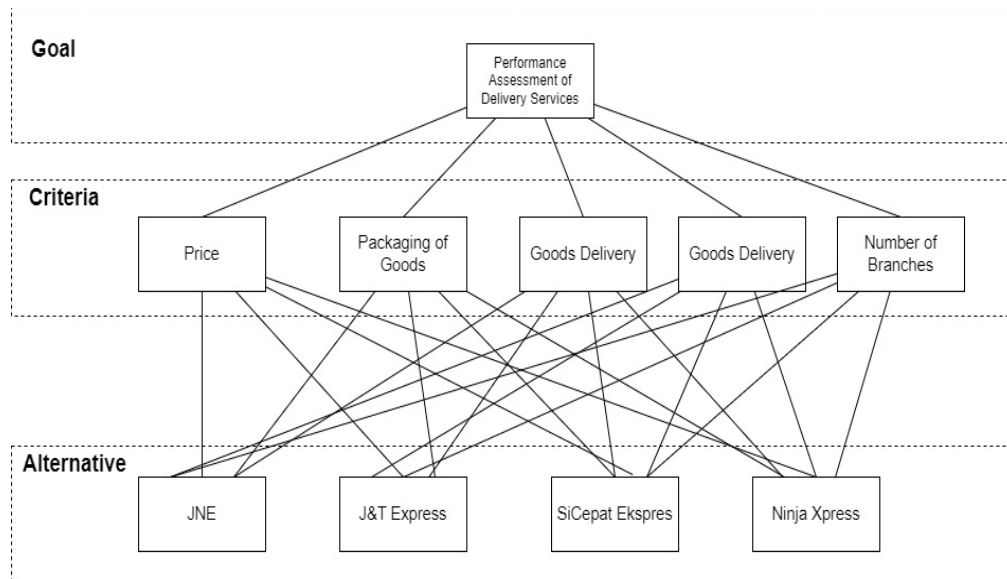 Goal
Performance
Assessment of
Delivery Services
Criteria
Price
Packaging of
Goods
Goods Delivery
Goods Delivery
Number of
Branches
Alternative
JNE
J&T Express
SiCepat Ekspres
Ninja Xpress